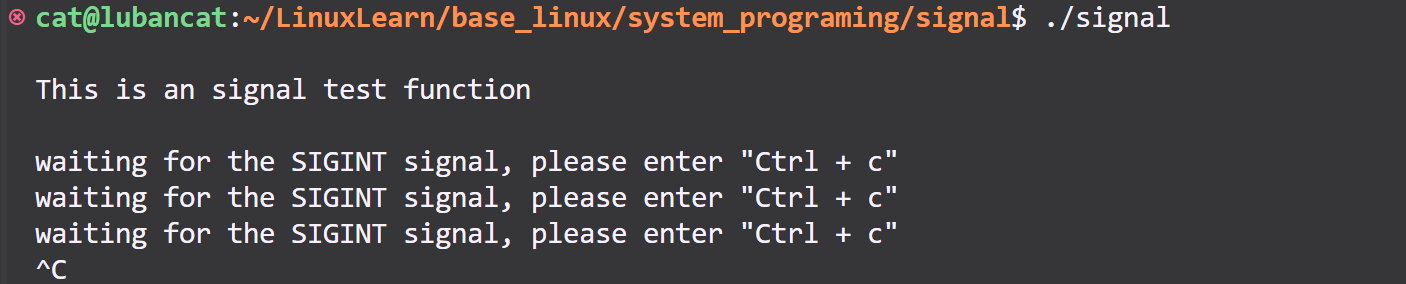 cat@lubancat:~/LinuxLearn/base_linux/system_programing/signal$ ./signal
This is an signal test function
waiting for the SIGINT signal, please enter "Ctrl + c"
waiting for the SIGINT signal, please enter "Ctrl + c"
waiting for the SIGINT signal, please enter "Ctrl + c"
^C